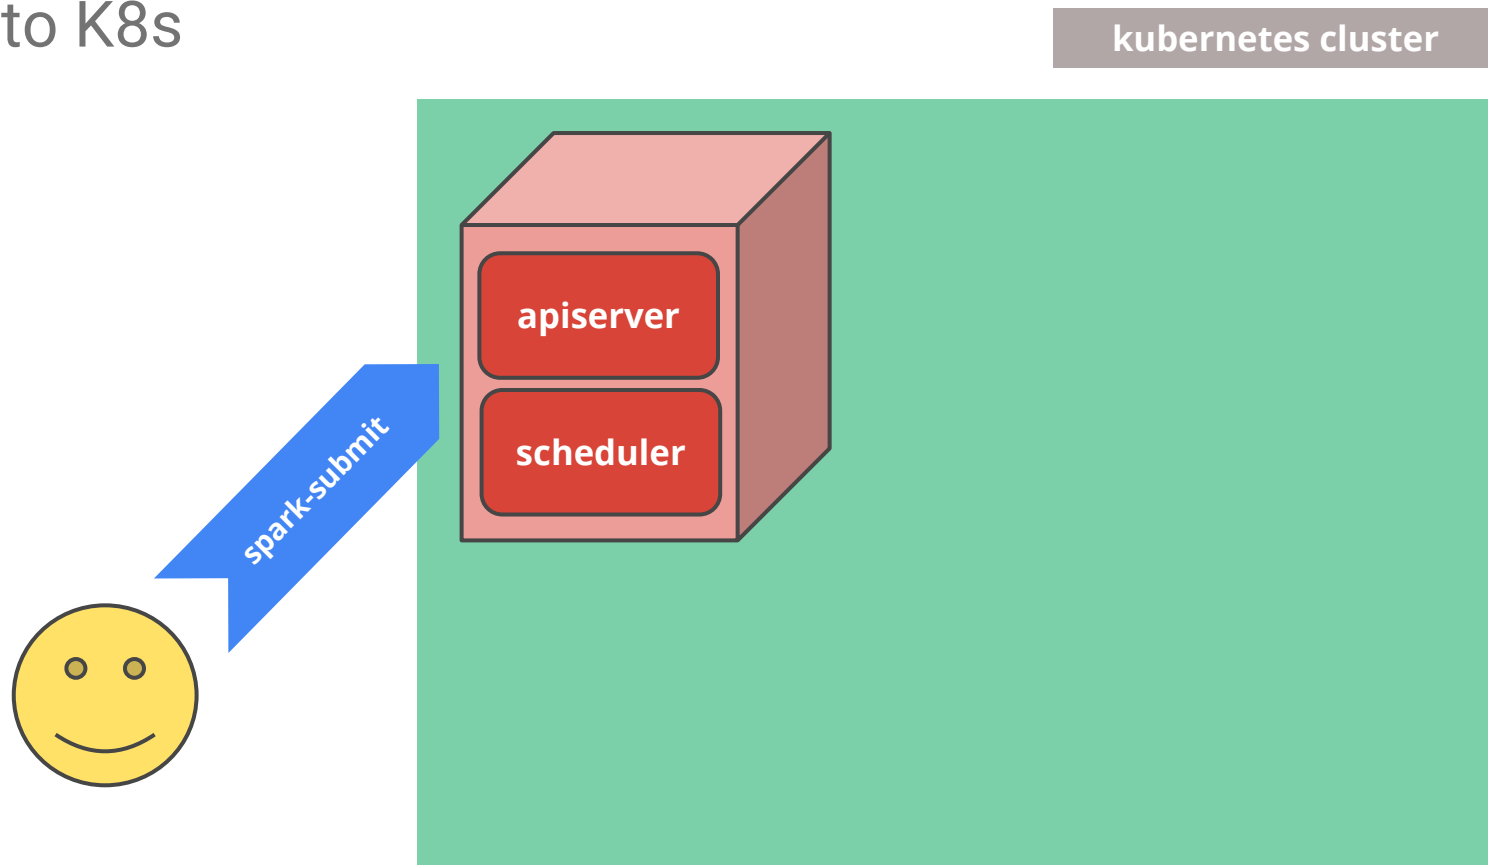 to K8s
kubernetes cluster
apiserver
scheduler
spark-submit